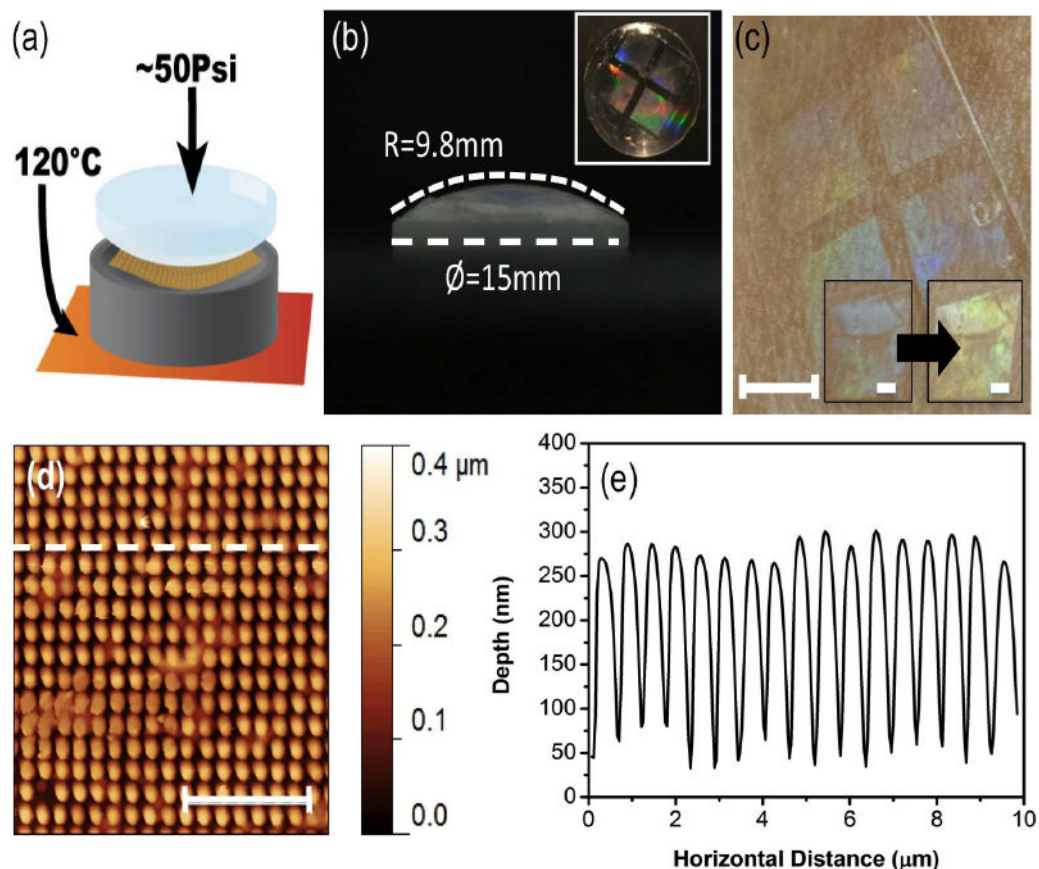 (a)
~50Psi
120°C
(b)
R=9.8mm
Ø=15mm
(c)
(d)
0.4 µm
0.3
0.2
0.1
0.0
(e)
400
350
300
250
200
150
100
50
0
Depth (nm)
0 2 4 6 8 10
Horizontal Distance (µm)